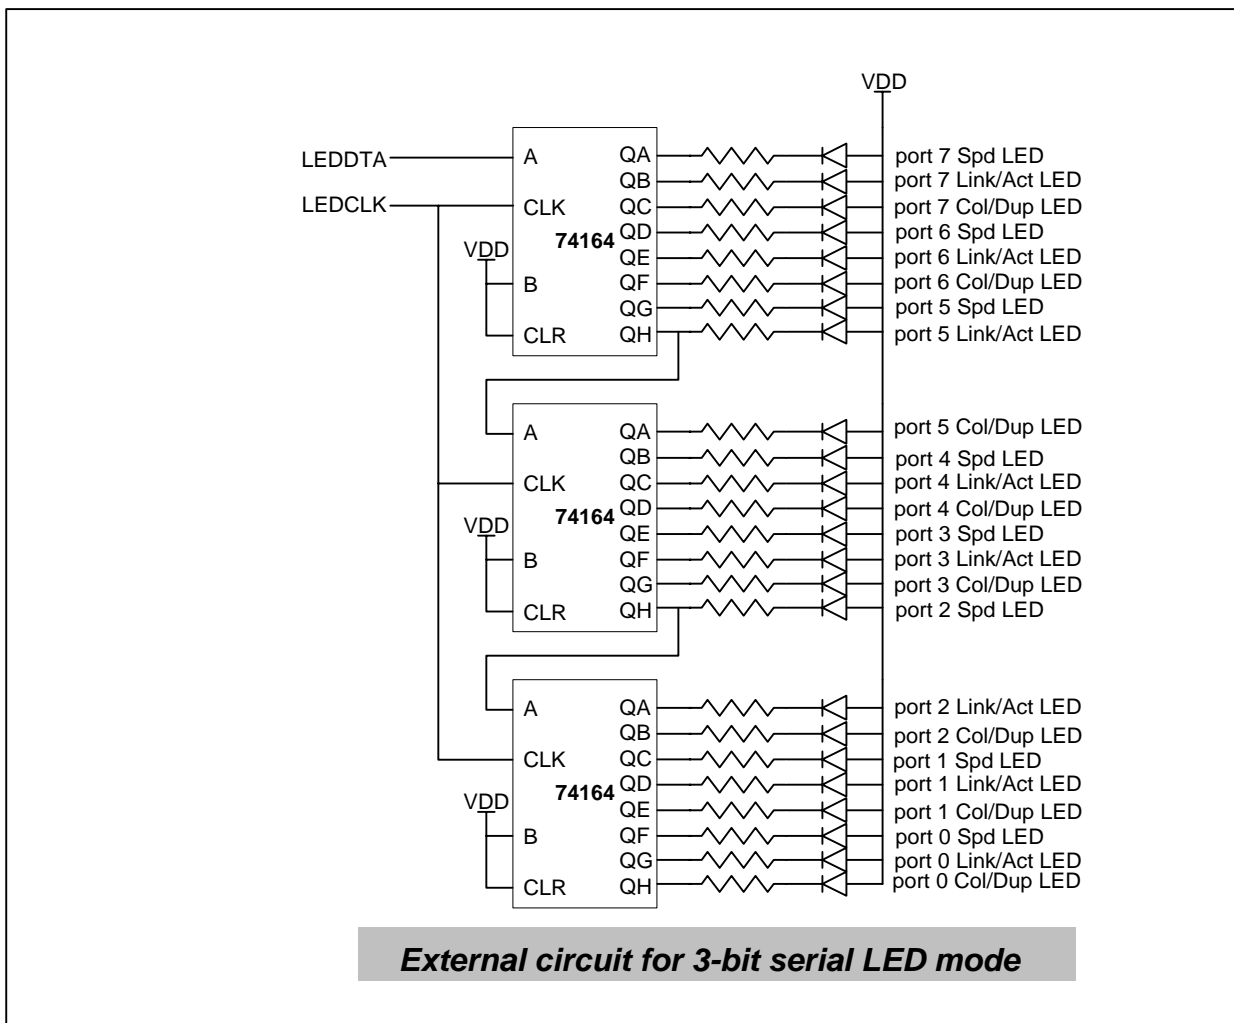 VDD
LEDDTA
LEDCLK
A
CLK
74164
VDD
B
CLR
QA
QB
QC
QD
QE
QF
QG
QH
port 7 Spd LED
port 7 Link/Act LED
port 7 Col/Dup LED
port 6 Spd LED
port 6 Link/Act LED
port 6 Col/Dup LED
port 5 Spd LED
port 5 Link/Act LED
A
CLK
74164
VDD
B
CLR
QA
QB
QC
QD
QE
QF
QG
QH
port 5 Col/Dup LED
port 4 Spd LED
port 4 Link/Act LED
port 4 Col/Dup LED
port 3 Spd LED
port 3 Link/Act LED
port 3 Col/Dup LED
port 2 Spd LED
A
CLK
74164
VDD
B
CLR
QA
QB
QC
QD
QE
QF
QG
QH
port 2 Link/Act LED
port 2 Col/Dup LED
port 1 Spd LED
port 1 Link/Act LED
port 1 Col/Dup LED
port 0 Spd LED
port 0 Link/Act LED
port 0 Col/Dup LED
External circuit for 3-bit serial LED mode